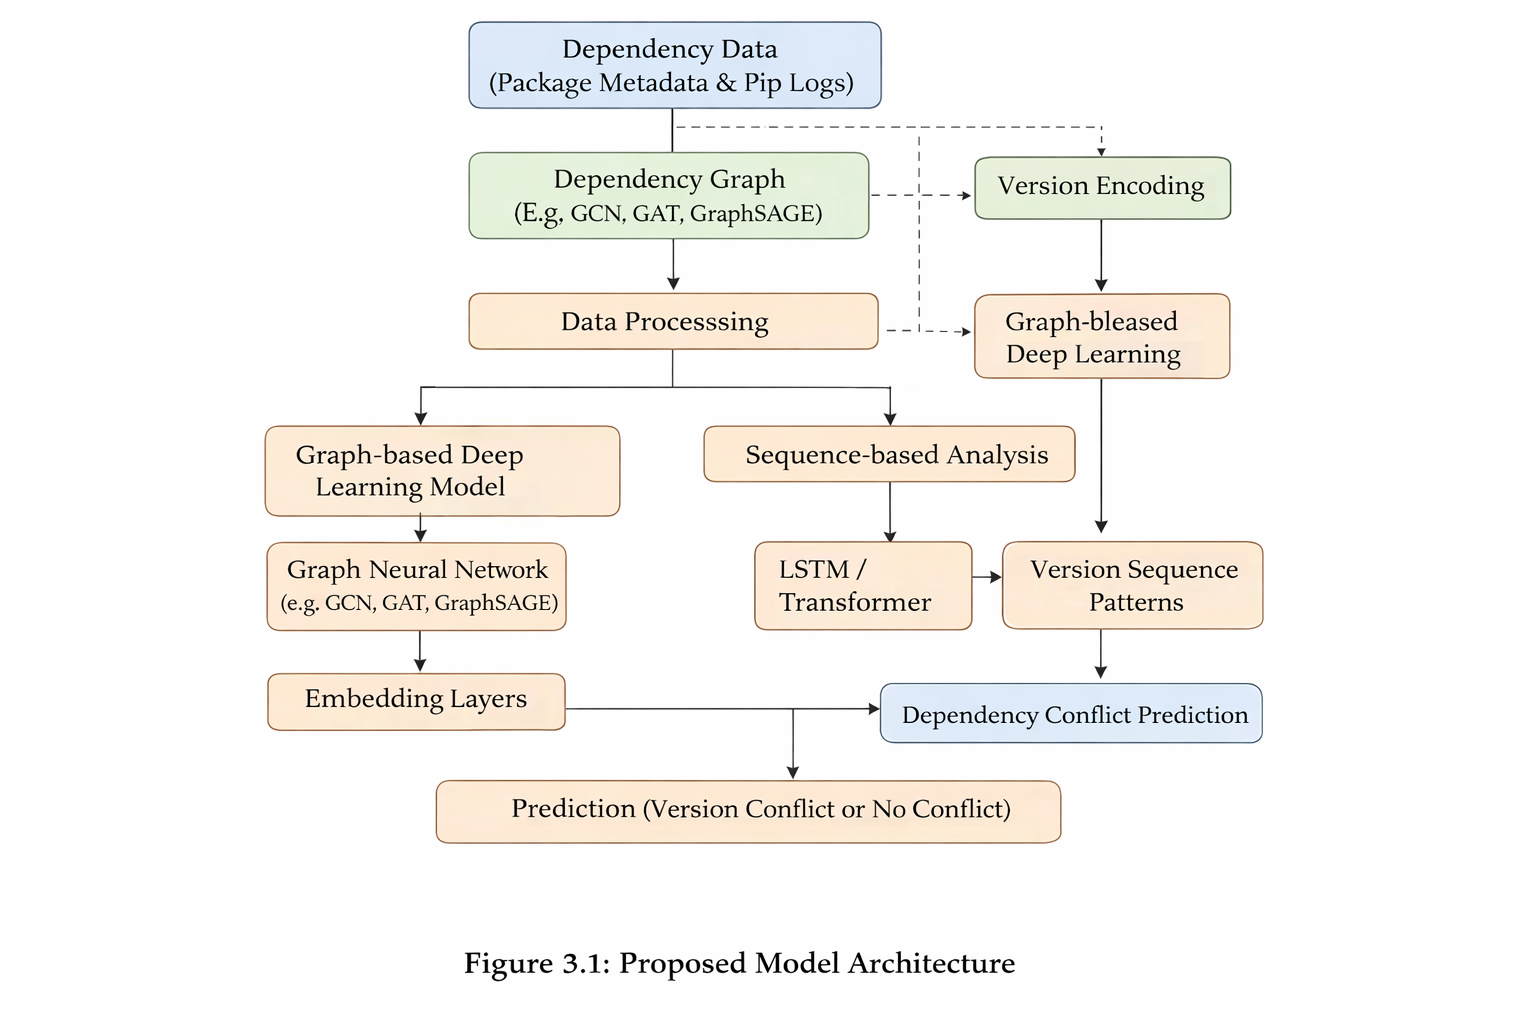 Dependency Data
(Package Metadata & Pip Logs)
Dependency Graph
(E.g, GCN, GAT, GraphSAGE)
Version Encoding
Data Processsing
Graph-bleased
Deep Learning
Graph-based Deep
Learning Model
Sequence-based Analysis
Graph Neural Network
(e.g. GCN, GAT, GraphSAGE)
LSTM /
Transformer
Version Sequence
Patterns
Embedding Layers
Dependency Conflict Prediction
Prediction (Version Conflict or No Conflict)
Figure 3.1: Proposed Model Architecture